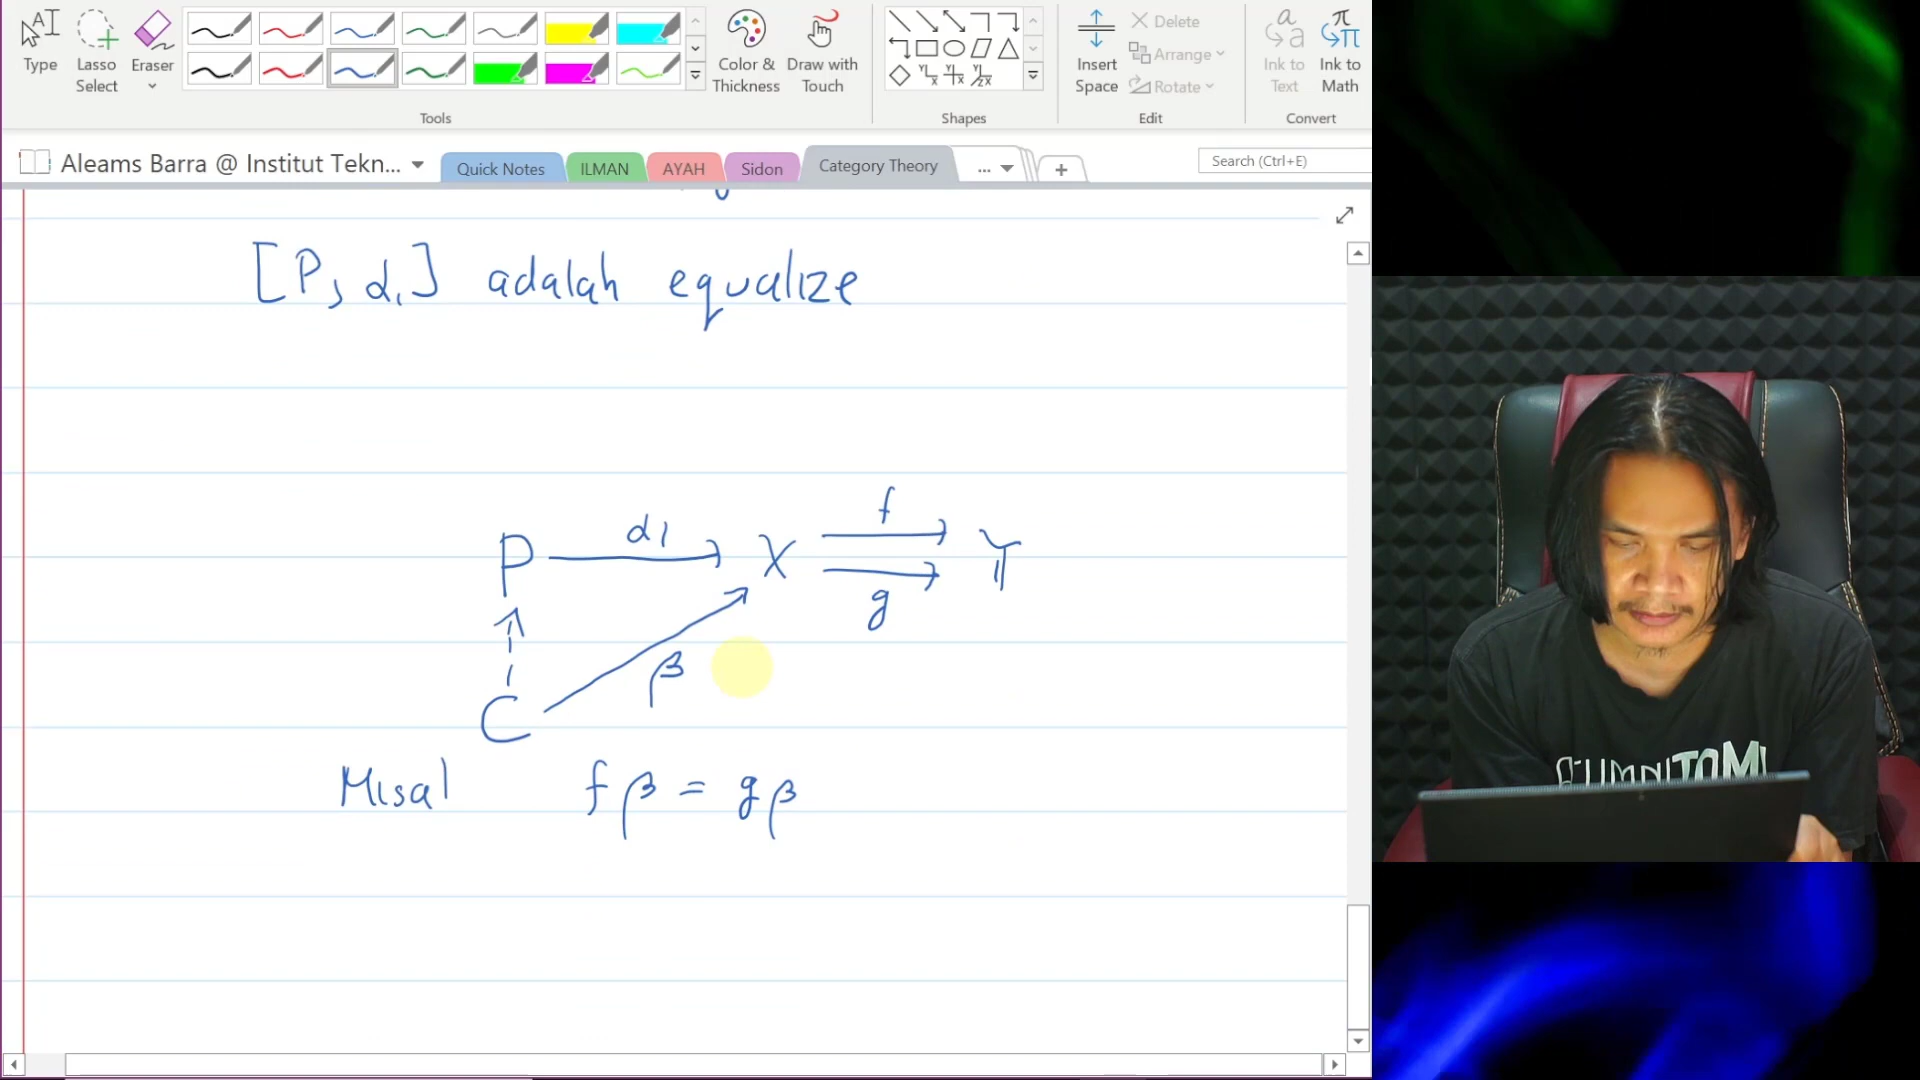 Type
Lasso Select
Eraser
Color & Thickness
Draw with Touch
Insert Space
Delete
Arrange
Rotate
Ink to Text
Ink to Math
Tools
Shapes
Edit
Convert
Aleams Barra @ Institut Tekn...
Quick Notes
ILMAN
AYAH
Sidon
Category Theory
...
Search (Ctrl+E)
[P, α₁] adalah equalize
P α₁ X f g Y
β
C
Misal fβ = gβ